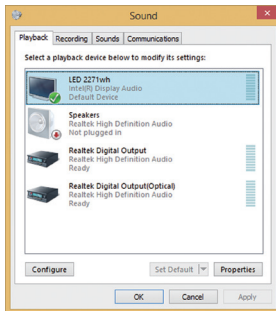 Sound
Playback Recording Sounds Communications
Select a playback device below to modify its settings:
LED 2271wh
Intel(R) Display Audio
Default Device
Speakers
Realtek High Definition Audio
Not plugged in
Realtek Digital Output
Realtek High Definition Audio
Ready
Realtek Digital Output(Optical)
Realtek High Definition Audio
Ready
Configure Set Default Properties
OK Cancel Apply